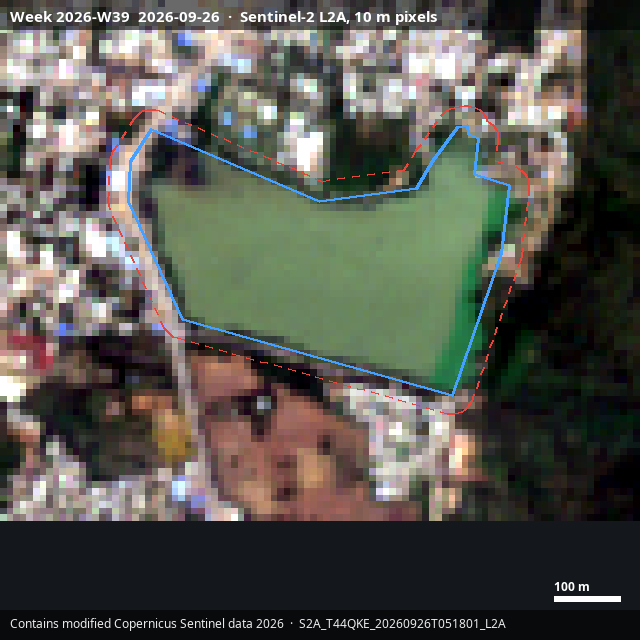 Week 2026-W39  2026-09-26  ·  Sentinel-2 L2A, 10 m pixels
100 m
Contains modified Copernicus Sentinel data 2026  ·  S2A_T44QKE_20260926T051801_L2A